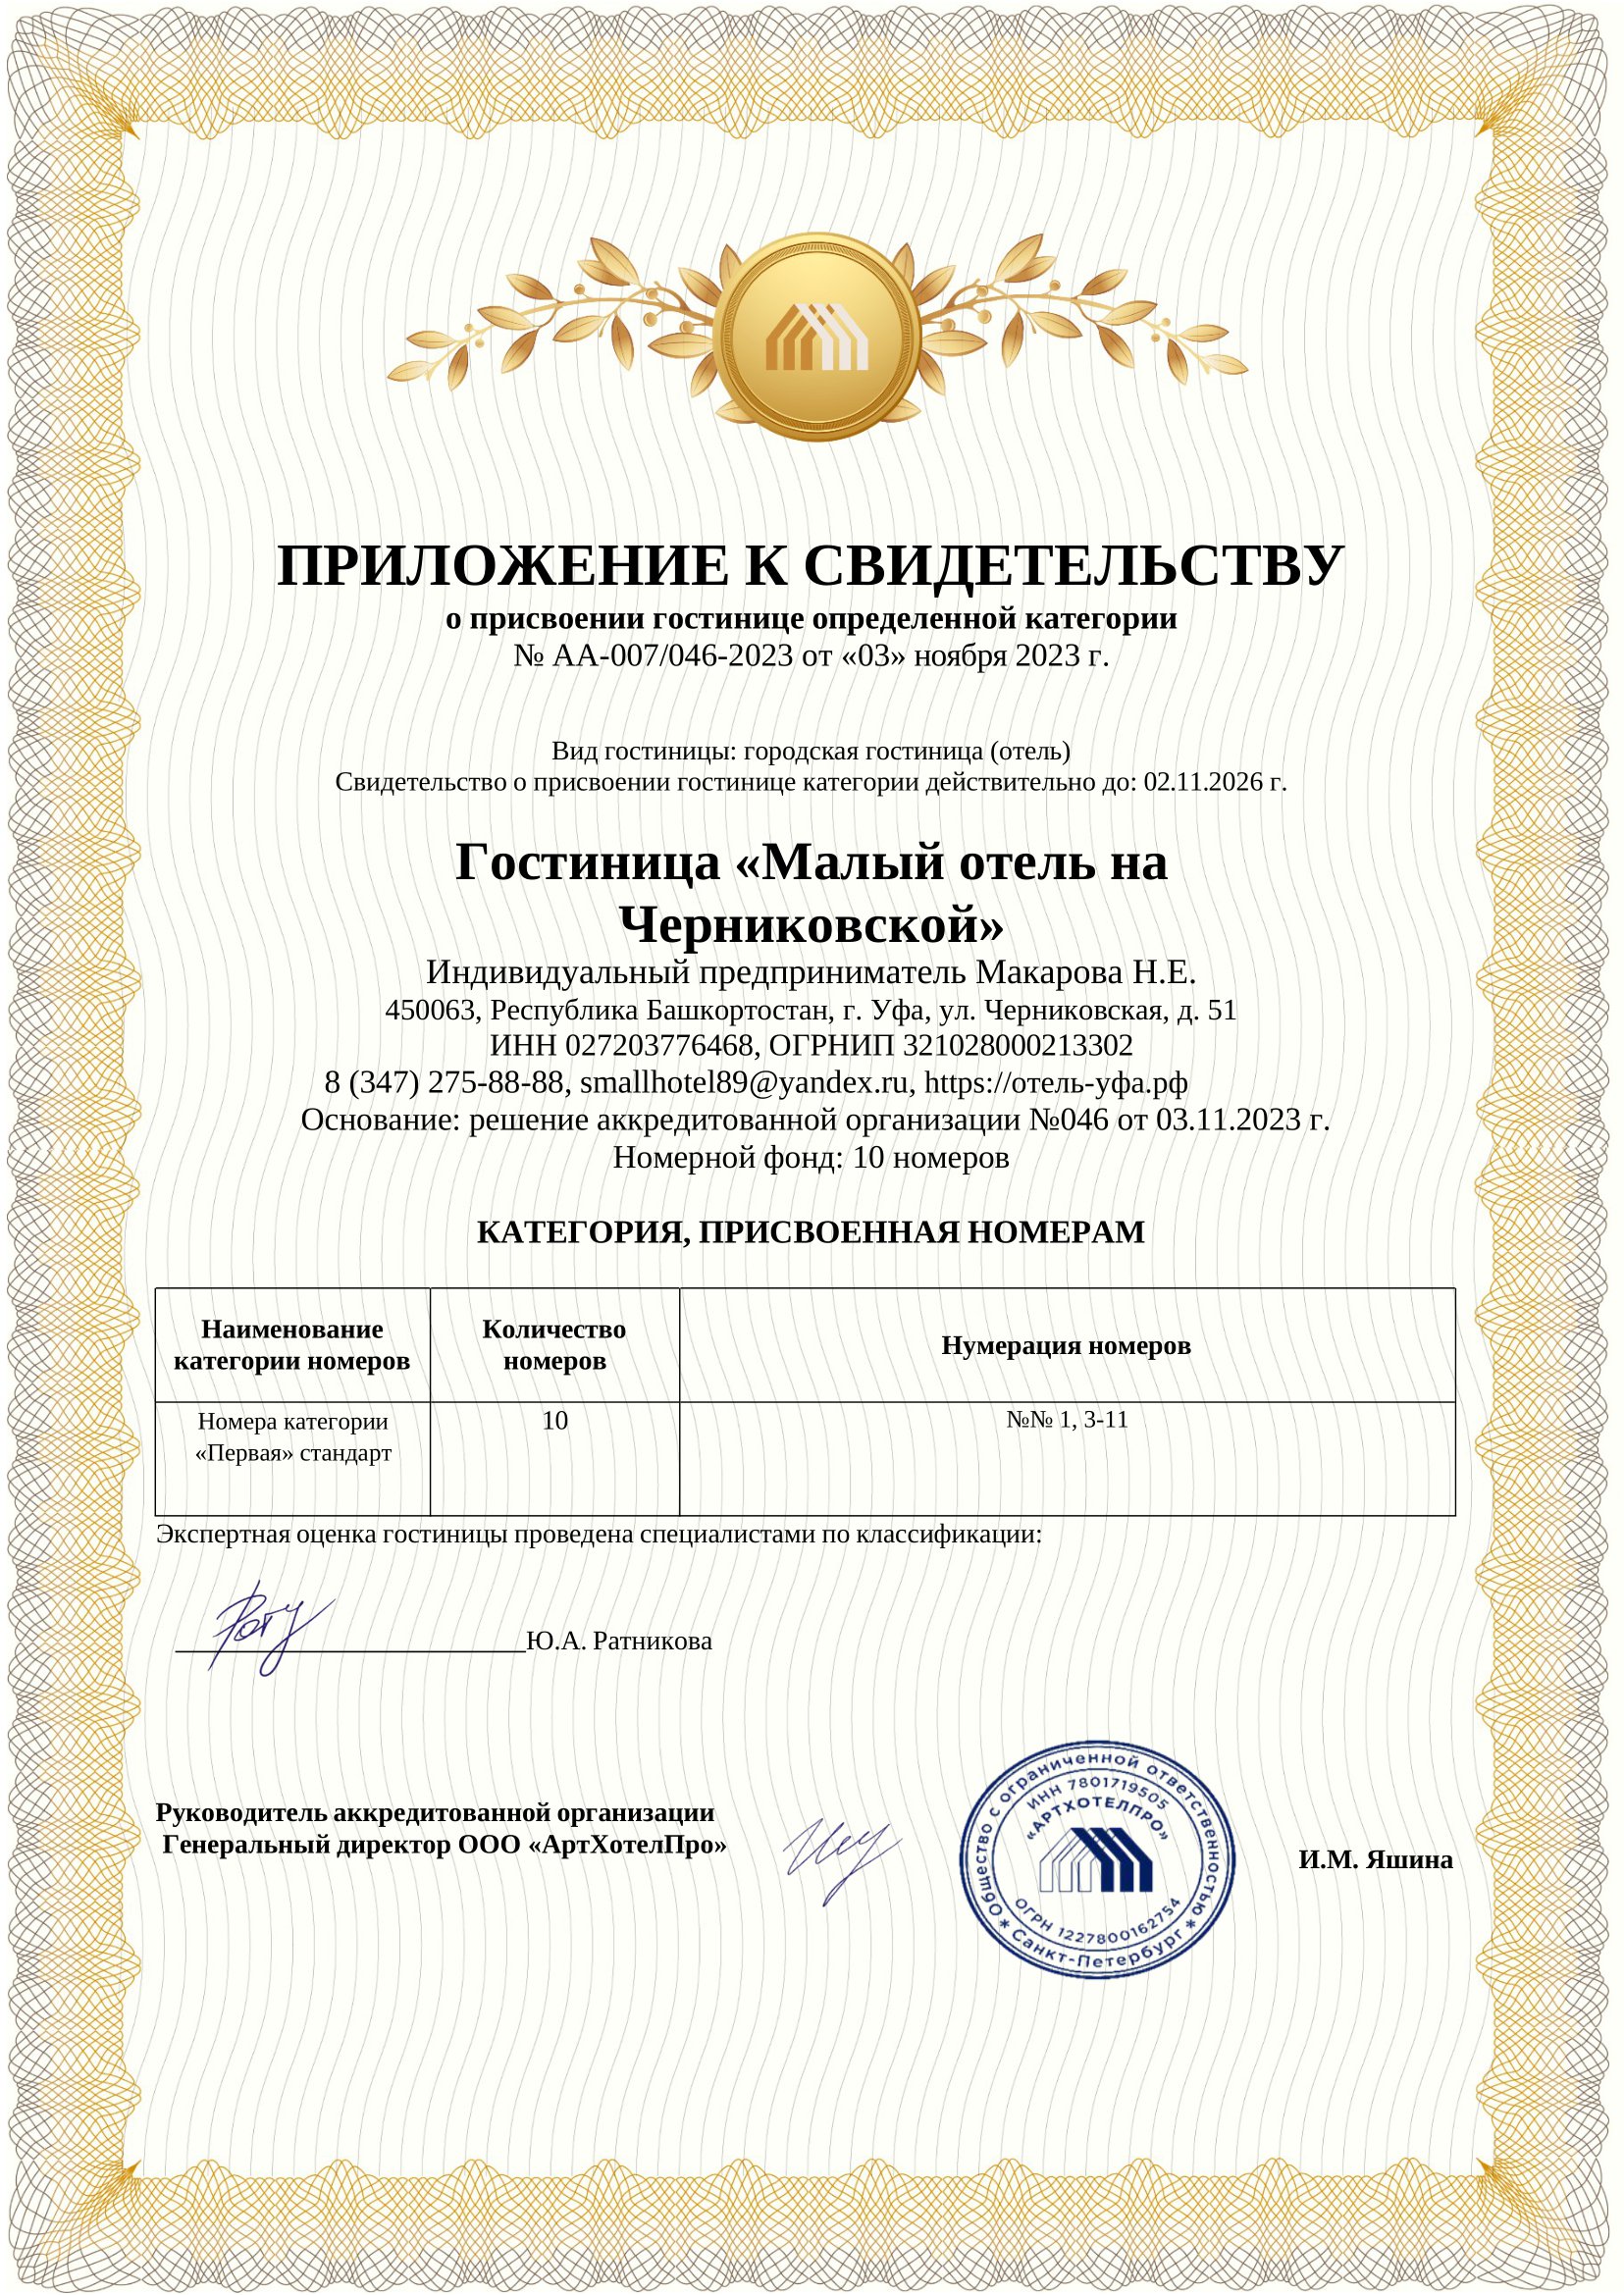 ПРИЛОЖЕНИЕ К СВИДЕТЕЛЬСТВУ
о присвоении гостинице определенной категории
№ АА-007/046-2023 от «03» ноября 2023 г.
Вид гостиницы: городская гостиница (отель)
Свидетельство о присвоении гостинице категории действительно до: 02.11.2026 г.
Гостиница «Малый отель на
Черниковской»
Индивидуальный предприниматель Макарова Н.Е.
450063, Республика Башкортостан, г. Уфа, ул. Черниковская, д. 51
ИНН 027203776468, ОГРНИП 321028000213302
8 (347) 275-88-88, smallhotel89@yandex.ru, https://отель-уфа.рф
Основание: решение аккредитованной организации №046 от 03.11.2023 г.
Номерной фонд: 10 номеров
КАТЕГОРИЯ, ПРИСВОЕННАЯ НОМЕРАМ
Наименование категории номеров
Количество номеров
Нумерация номеров
Номера категории «Первая» стандарт
10
№№ 1, 3-11
Экспертная оценка гостиницы проведена специалистами по классификации:
Ю.А. Ратникова
Руководитель аккредитованной организации
Генеральный директор ООО «АртХотелПро»
И.М. Яшина
Общество с ограниченной ответственностью
ИНН 7801719505
«АРТХОТЕЛПРО»
ОГРН 1227800162754
* Санкт-Петербург *